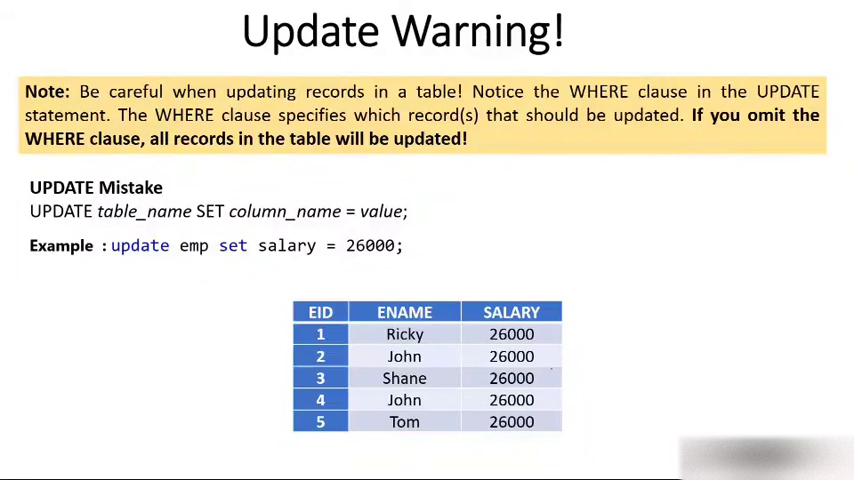 Update Warning!
Note: Be careful when updating records in a table! Notice the WHERE clause in the UPDATE
statement. The WHERE clause specifies which record(s) that should be updated. If you omit the
WHERE clause, all records in the table will be updated!
UPDATE Mistake
UPDATE table_name SET column_name = value;
Example : update emp set salary = 26000;
EID ENAME SALARY
1 Ricky 26000
2 John 26000
3 Shane 26000
4 John 26000
5 Tom 26000